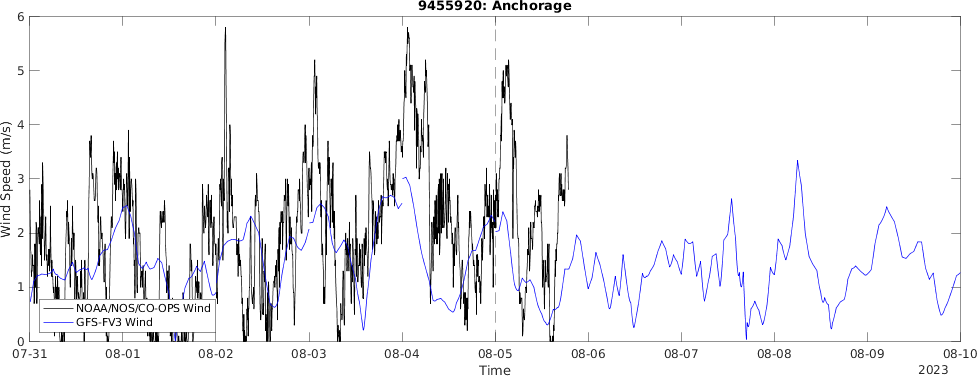 9455920: Anchorage
Wind Speed (m/s)
6
5
4
3
2
1
0
NOAA/NOS/CO-OPS Wind
GFS-FV3 Wind
07-31 08-01 08-02 08-03 08-04 08-05 08-06 08-07 08-08 08-09 08-10
Time
2023